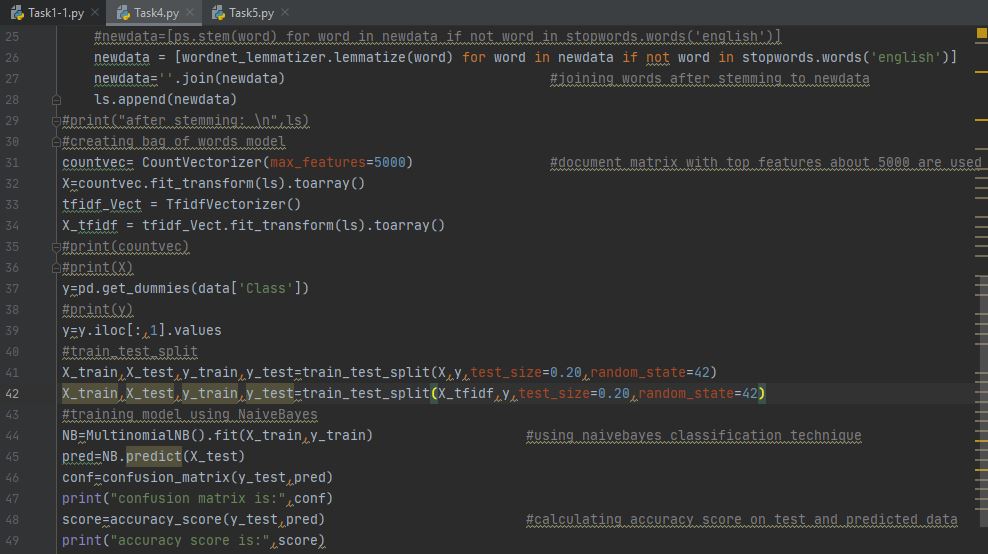 Task1-1.py × Task4.py × Task5.py ×
25 #newdata=[ps.stem(word) for word in newdata if not word in stopwords.words('english')]
26 newdata = [wordnet_lemmatizer.lemmatize(word) for word in newdata if not word in stopwords.words('english')]
27 newdata=''.join(newdata) #joining words after stemming to newdata
28 ls.append(newdata)
29 #print("after stemming: \n",ls)
30 #creating bag of words model
31 countvec= CountVectorizer(max_features=5000) #document matrix with top features about 5000 are used
32 X=countvec.fit_transform(ls).toarray()
33 tfidf_Vect = TfidfVectorizer()
34 X_tfidf = tfidf_Vect.fit_transform(ls).toarray()
35 #print(countvec)
36 #print(X)
37 y=pd.get_dummies(data['Class'])
38 #print(y)
39 y=y.iloc[:,1].values
40 #train_test_split
41 X_train,X_test,y_train,y_test=train_test_split(X,y,test_size=0.20,random_state=42)
42 X_train,X_test,y_train,y_test=train_test_split(X_tfidf,y,test_size=0.20,random_state=42)
43 #training model using NaiveBayes
44 NB=MultinomialNB().fit(X_train,y_train) #using naivebayes classification technique
45 pred=NB.predict(X_test)
46 conf=confusion_matrix(y_test,pred)
47 print("confusion matrix is:",conf)
48 score=accuracy_score(y_test,pred) #calculating accuracy score on test and predicted data
49 print("accuracy score is:",score)